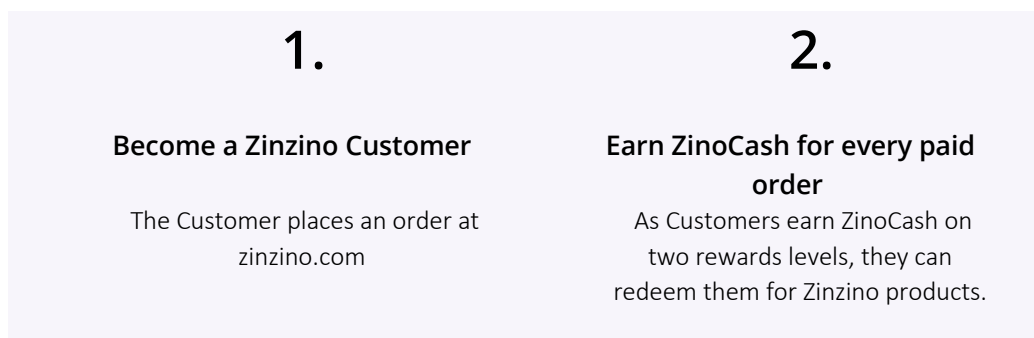 1.
Become a Zinzino Customer
The Customer places an order at
zinzino.com
2.
Earn ZinoCash for every paid
order
As Customers earn ZinoCash on
two rewards levels, they can
redeem them for Zinzino products.